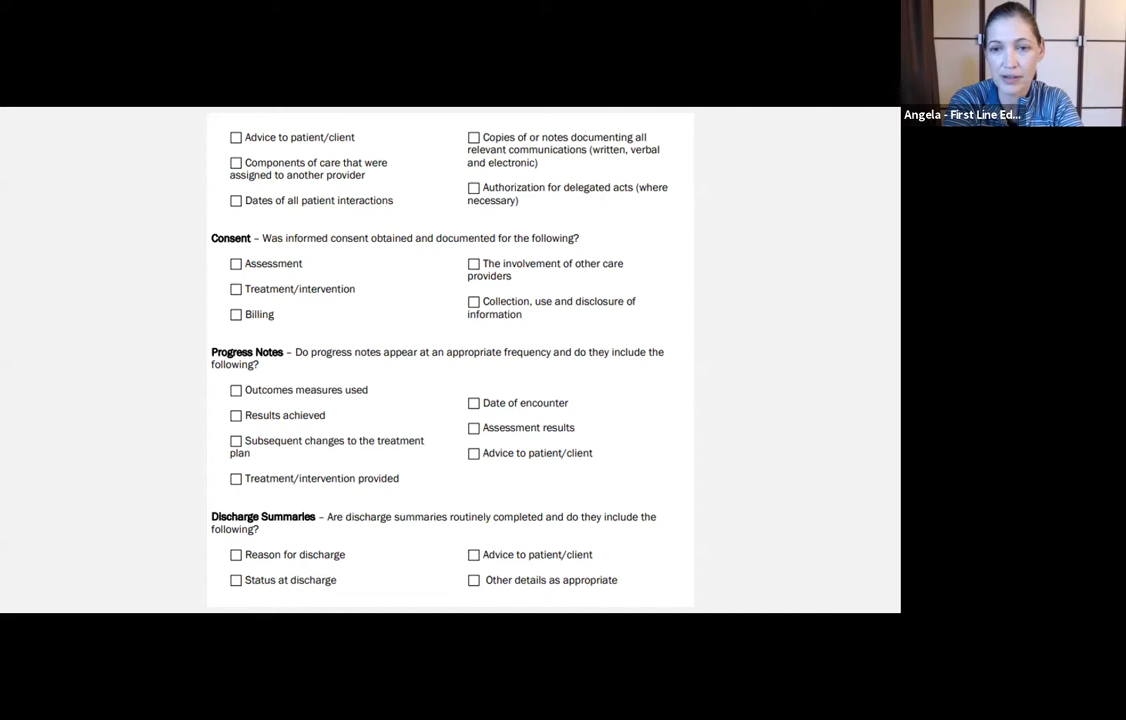 Angela - First Line Ed...
☐ Advice to patient/client
☐ Components of care that were
assigned to another provider
☐ Dates of all patient interactions
☐ Copies of or notes documenting all
relevant communications (written, verbal
and electronic)
☐ Authorization for delegated acts (where
necessary)
Consent – Was informed consent obtained and documented for the following?
☐ Assessment
☐ Treatment/intervention
☐ Billing
☐ The involvement of other care
providers
☐ Collection, use and disclosure of
information
Progress Notes – Do progress notes appear at an appropriate frequency and do they include the
following?
☐ Outcomes measures used
☐ Results achieved
☐ Subsequent changes to the treatment
plan
☐ Treatment/intervention provided
☐ Date of encounter
☐ Assessment results
☐ Advice to patient/client
Discharge Summaries – Are discharge summaries routinely completed and do they include the
following?
☐ Reason for discharge
☐ Status at discharge
☐ Advice to patient/client
☐ Other details as appropriate